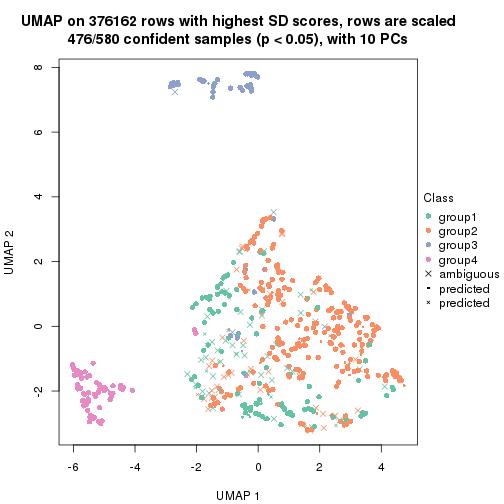 UMAP on 376162 rows with highest SD scores, rows are scaled
476/580 confident samples (p < 0.05), with 10 PCs
8
6
4
2
0
-2
UMAP 2
-6
-4
-2
0
2
4
UMAP 1
Class
group1
group2
group3
group4
ambiguous
predicted
predicted